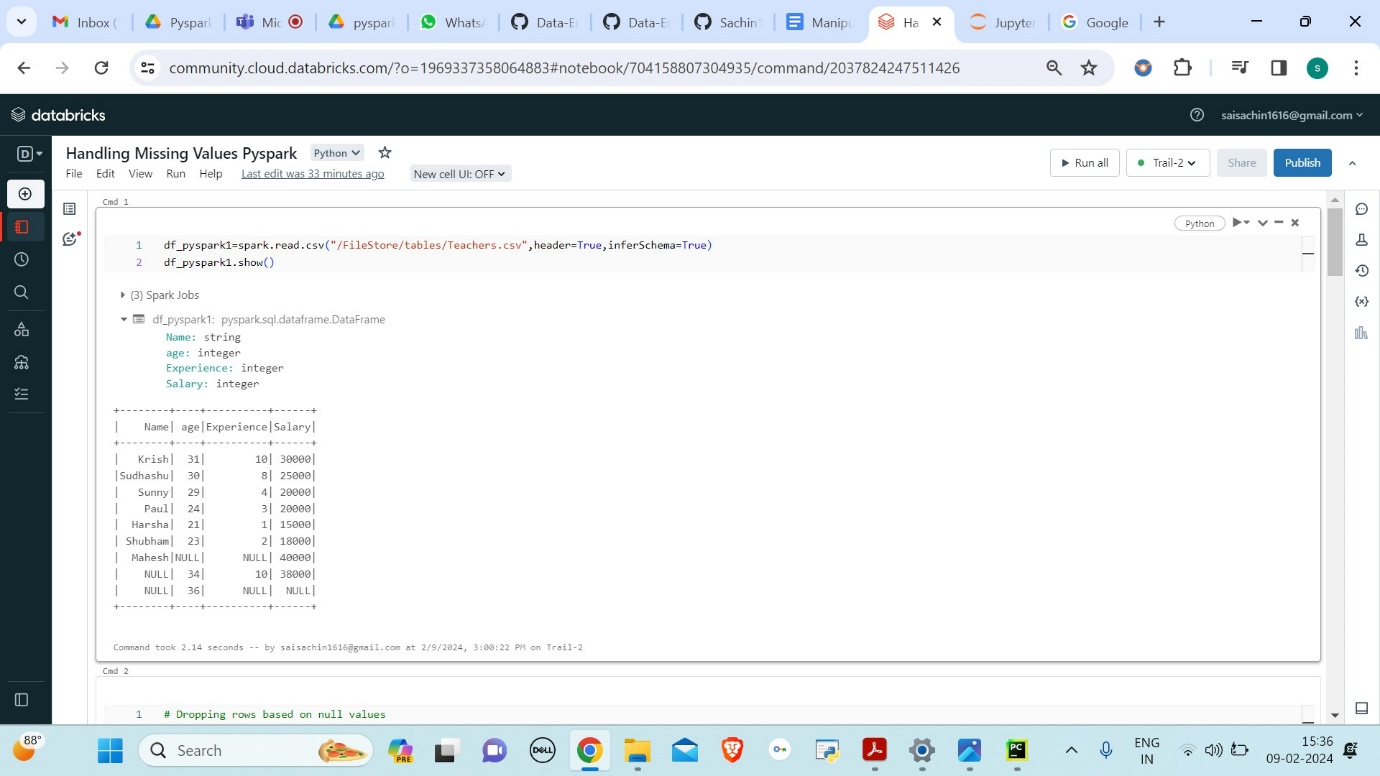 Inbox (
Pyspar
Mic
pyspar
Whats
Data-E
Data-E
Sachin
Manip
Ha
Jupyter
Google
community.cloud.databricks.com/?o=1969337358064883#notebook/704158807304935/command/2037824247511426
s
databricks
saisachin1616@gmail.com
D
Handling Missing Values Pyspark Python
Run all
Trail-2
Share
Publish
File Edit View Run Help Last edit was 33 minutes ago New cell UI: OFF
Cmd 1
Python
1 df_pyspark1=spark.read.csv("/FileStore/tables/Teachers.csv",header=True,inferSchema=True)
2 df_pyspark1.show()
(3) Spark Jobs
df_pyspark1: pyspark.sql.dataframe.DataFrame
Name: string
age: integer
Experience: integer
Salary: integer
+--------+----+----------+------+
|    Name| age|Experience|Salary|
+--------+----+----------+------+
|   Krish|  31|        10| 30000|
|Sudhashu|  30|         8| 25000|
|   Sunny|  29|         4| 20000|
|    Paul|  24|         3| 20000|
|  Harsha|  21|         1| 15000|
| Shubham|  23|         2| 18000|
|  Mahesh|NULL|      NULL| 40000|
|    NULL|  34|        10| 38000|
|    NULL|  36|      NULL|  NULL|
+--------+----+----------+------+
Command took 2.14 seconds -- by saisachin1616@gmail.com at 2/9/2024, 3:00:22 PM on Trail-2
Cmd 2
1 # Dropping rows based on null values
88°
Search
PRE
DELL
PC
ENG
IN
15:36
09-02-2024